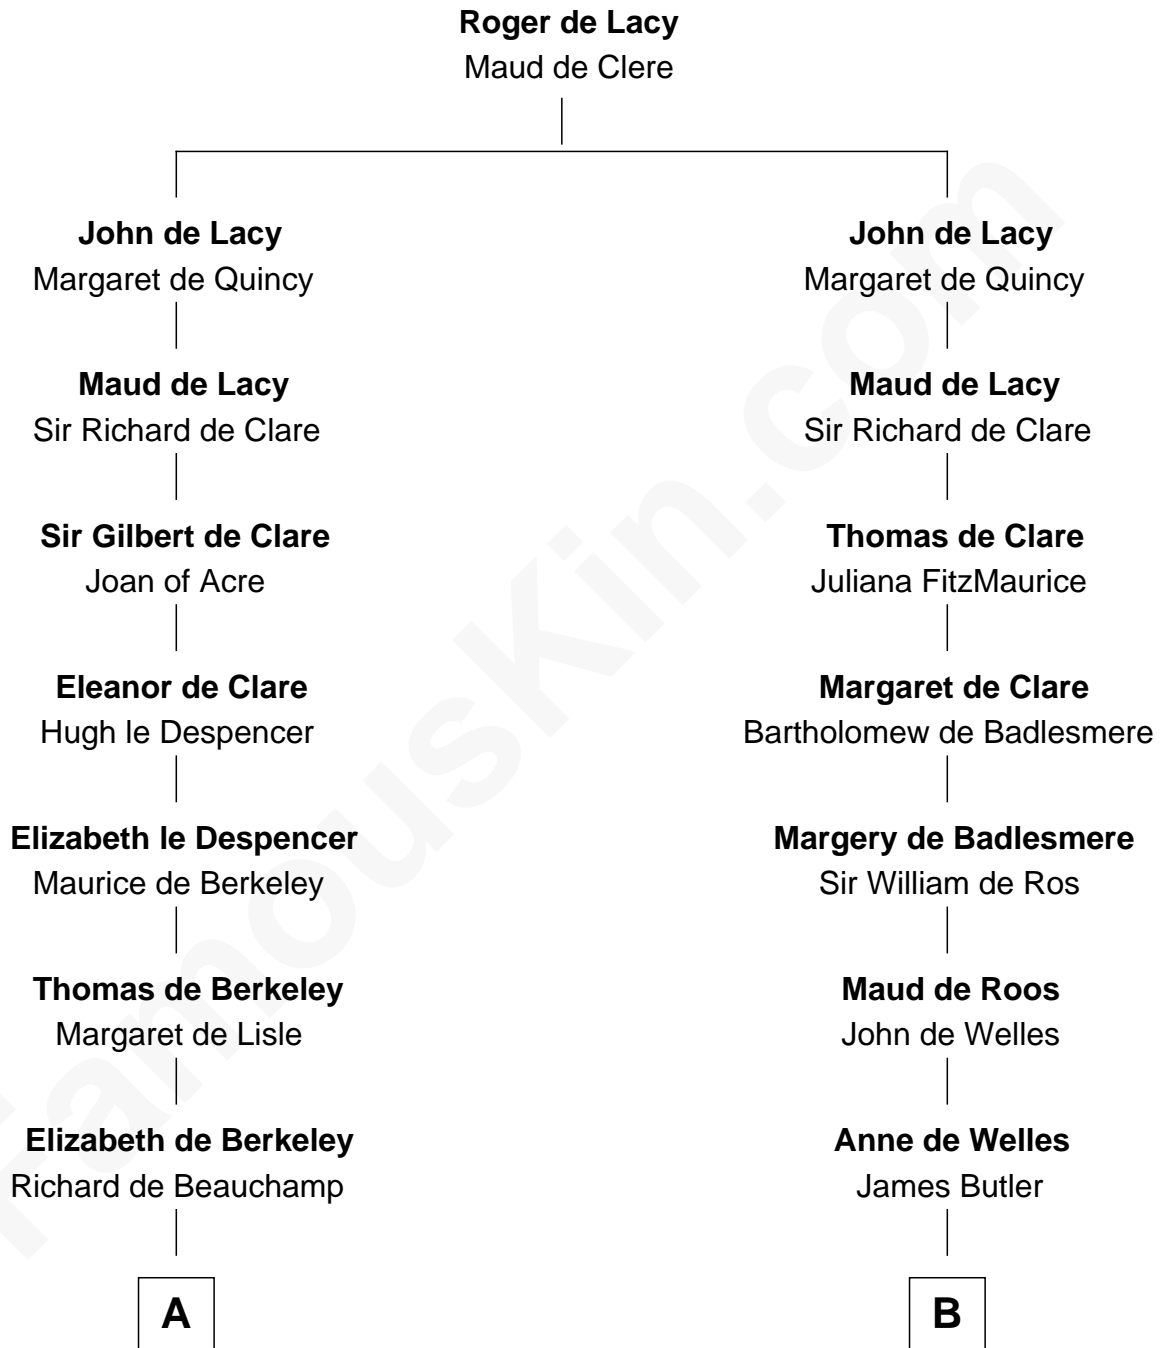 Roger de Lacy
Maud de Clere
John de Lacy
Margaret de Quincy
John de Lacy
Margaret de Quincy
Maud de Lacy
Sir Richard de Clare
Maud de Lacy
Sir Richard de Clare
Sir Gilbert de Clare
Joan of Acre
Thomas de Clare
Juliana FitzMaurice
Eleanor de Clare
Hugh le Despencer
Margaret de Clare
Bartholomew de Badlesmere
Elizabeth le Despencer
Maurice de Berkeley
Margery de Badlesmere
Sir William de Ros
Thomas de Berkeley
Margaret de Lisle
Maud de Roos
John de Welles
Elizabeth de Berkeley
Richard de Beauchamp
Anne de Welles
James Butler
A
B
FamousKin.com